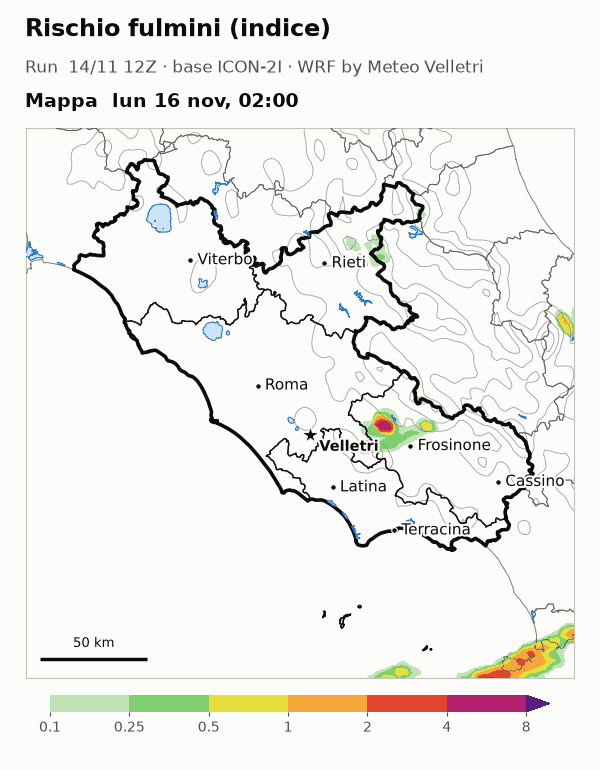 Rischio fulmini (indice)
Run  14/11 12Z · base ICON-2I · WRF by Meteo Velletri
Mappa  lun 16 nov, 02:00
Viterbo
Rieti
Roma
Velletri
Frosinone
Cassino
Latina
Terracina
50 km
0.1 0.25 0.5 1 2 4 8